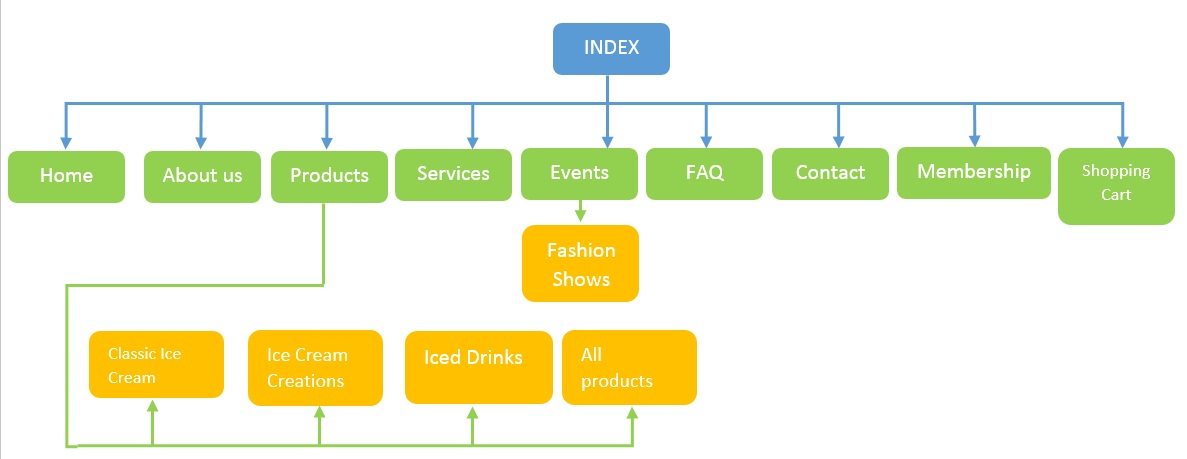 INDEX
Home
About us
Products
Services
Events
FAQ
Contact
Membership
Shopping
Cart
Fashion
Shows
Classic Ice
Cream
Ice Cream
Creations
Iced Drinks
All
products